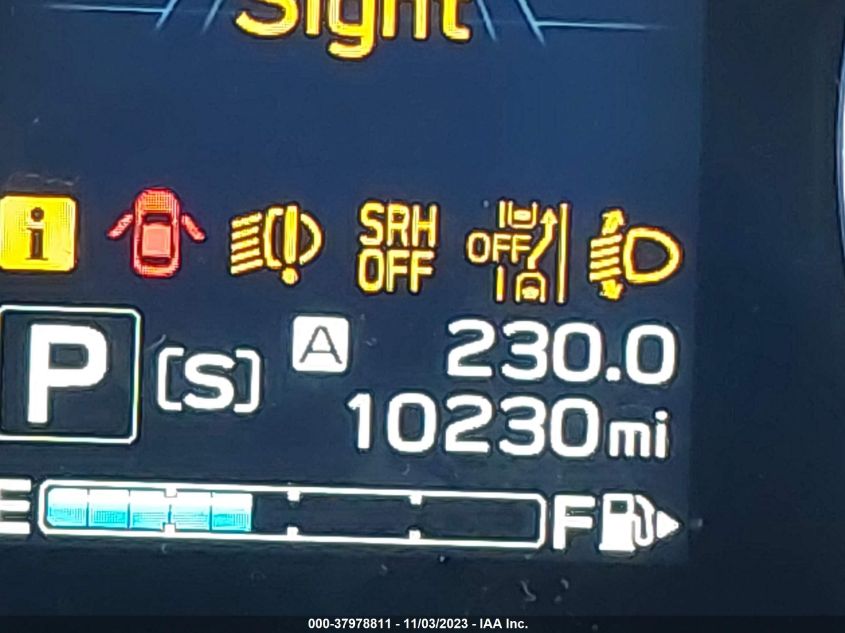 Sight
i
SRH
OFF
OFF
P [S] A 230.0
10230mi
E F
000-37978811 - 11/03/2023 - IAA Inc.